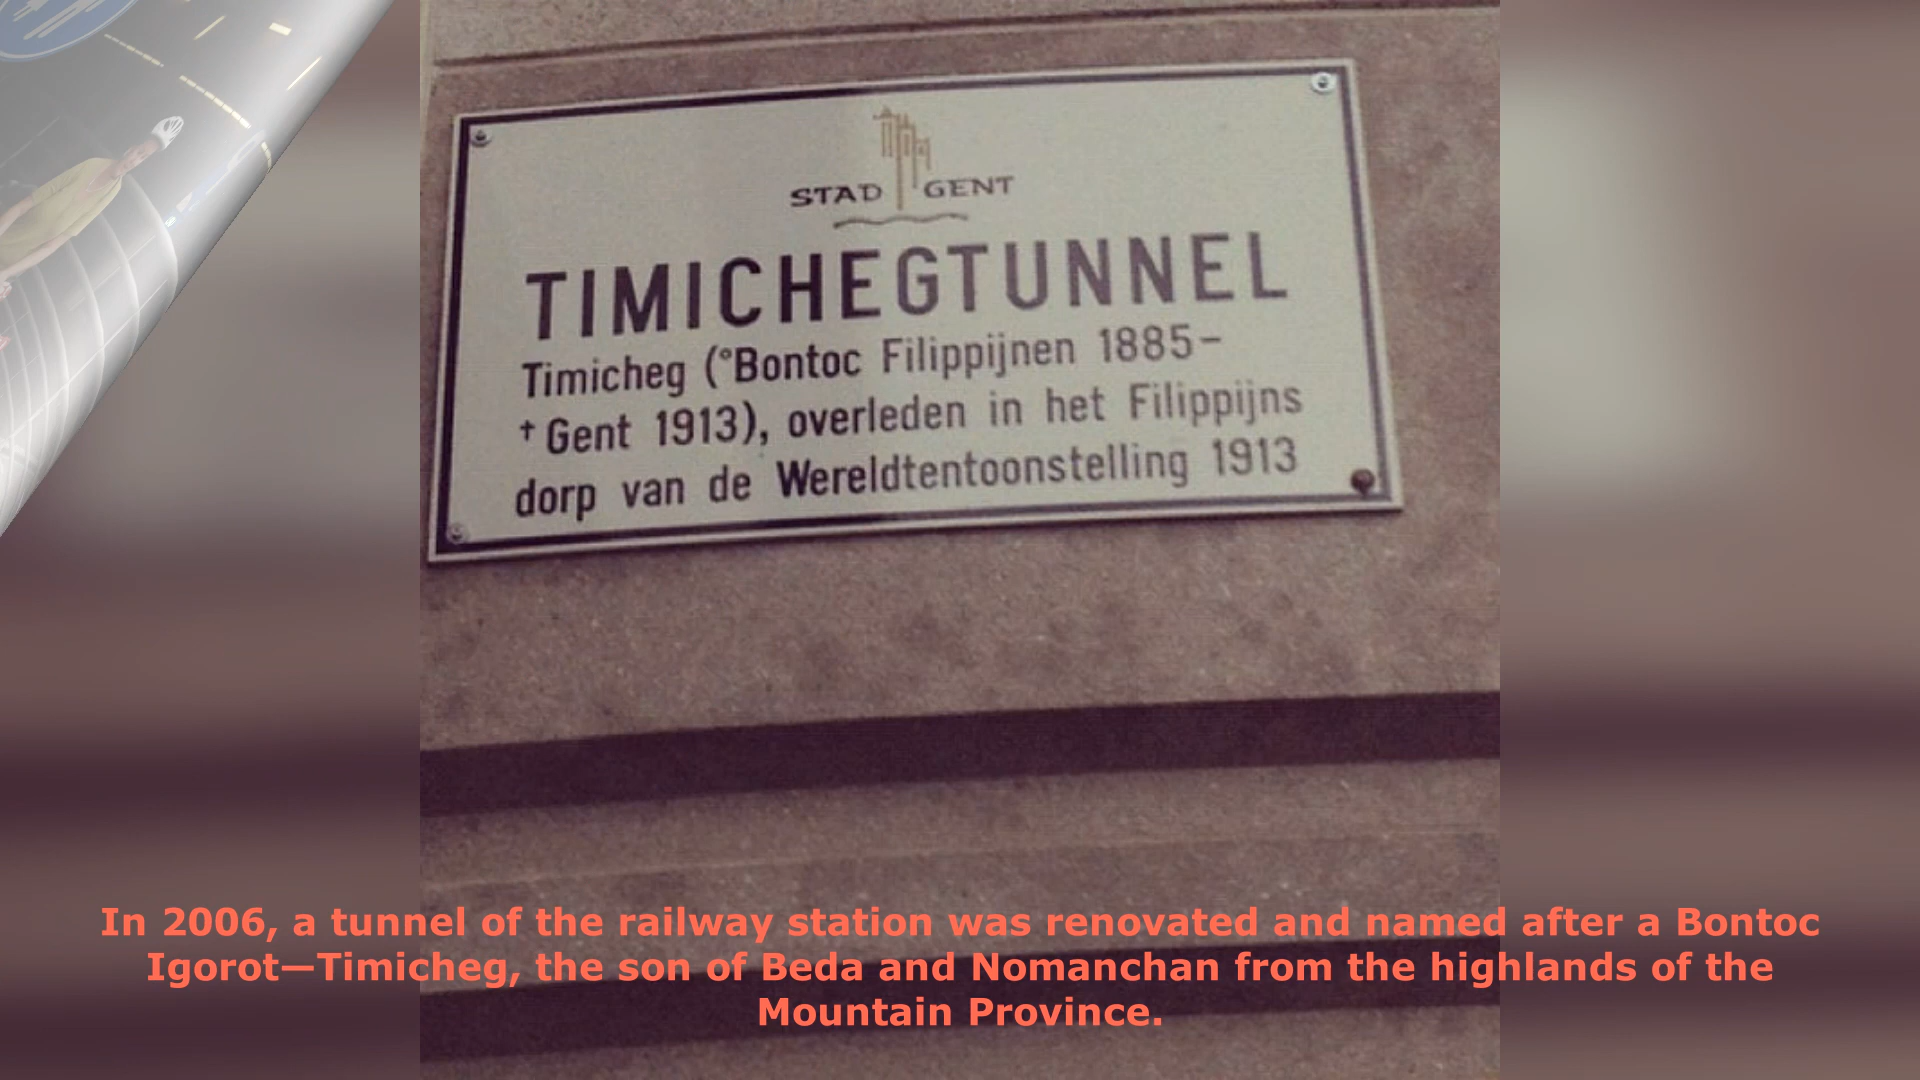 STAD GENT
TIMICHEGTUNNEL
Timicheg (°Bontoc Filippijnen 1885-
† Gent 1913), overleden in het Filippijns
dorp van de Wereldtentoonstelling 1913
In 2006, a tunnel of the railway station was renovated and named after a Bontoc
Igorot—Timicheg, the son of Beda and Nomanchan from the highlands of the
Mountain Province.